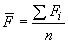 F̅ = ∑ Fᵢ / n